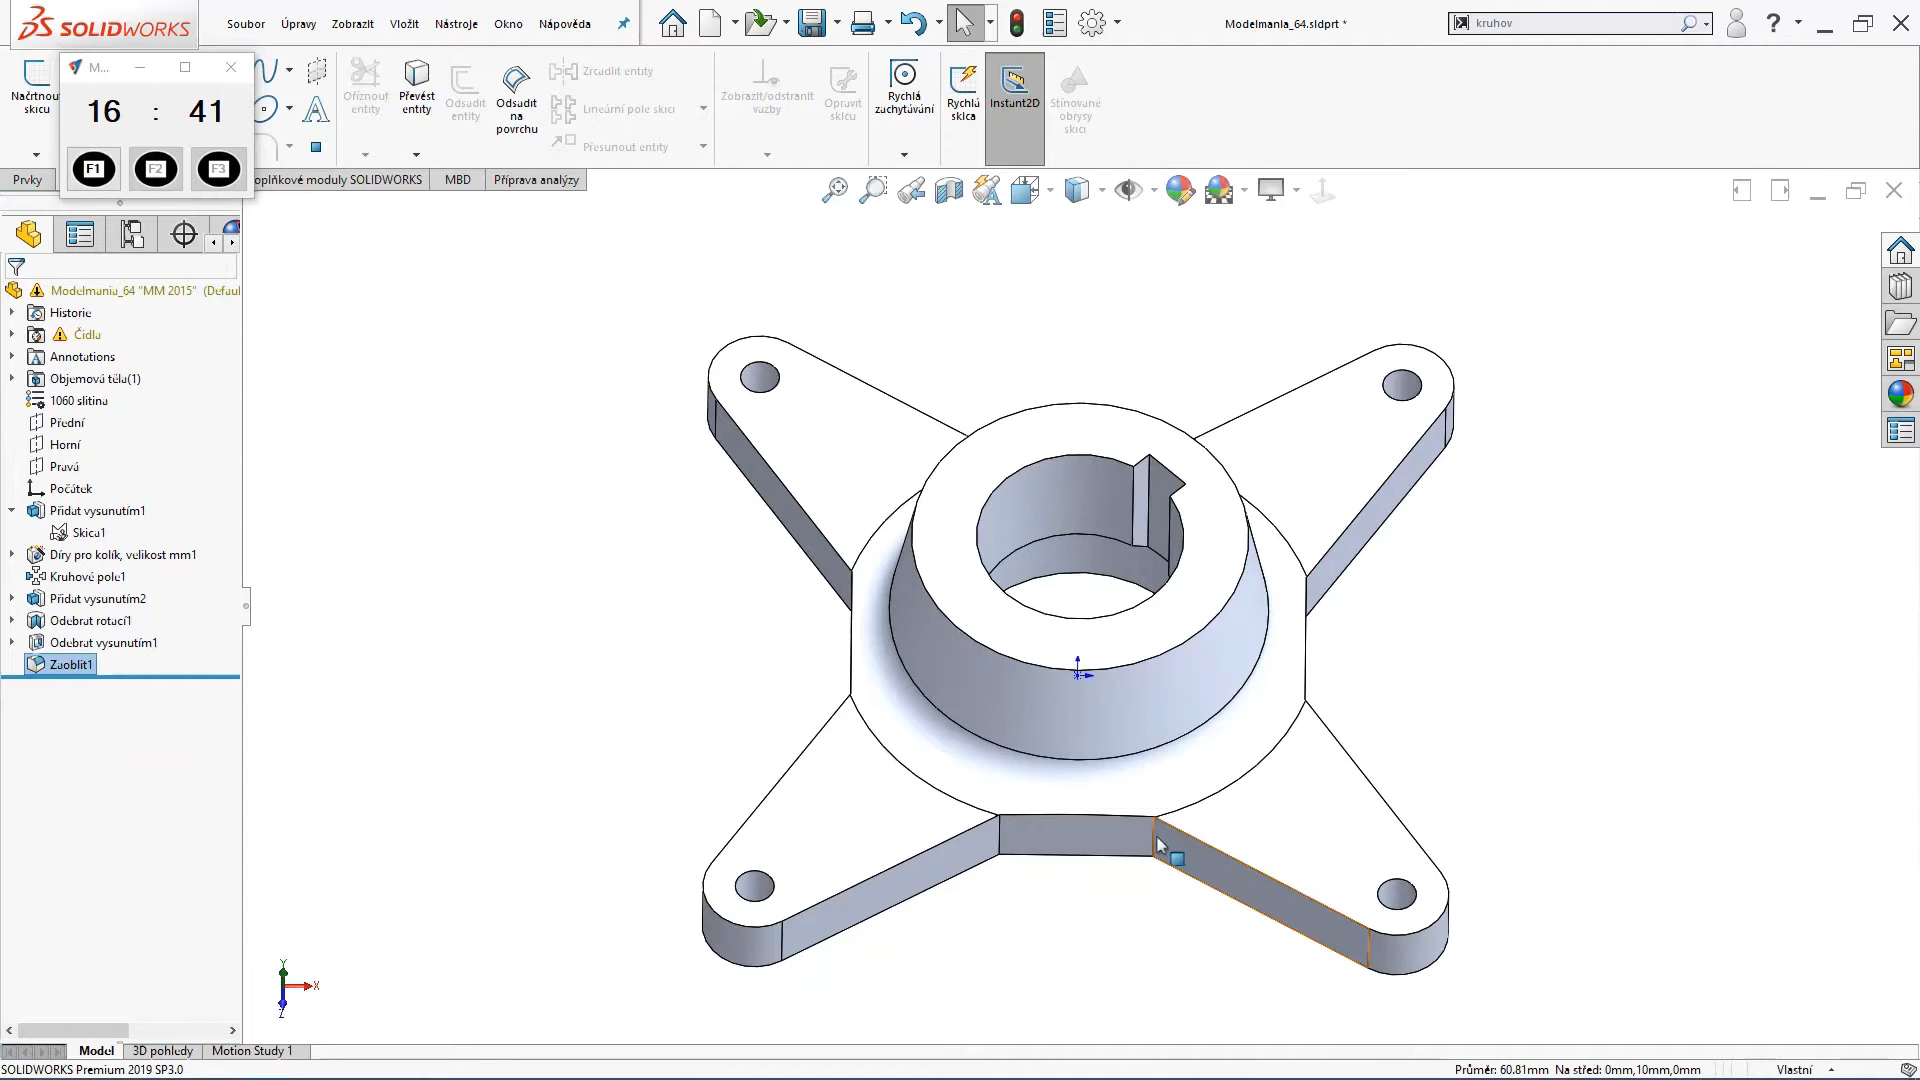 SOLIDWORKS
Soubor
Úpravy
Zobrazit
Vložit
Nástroje
Okno
Nápověda
Modelmania_64.sldprt *
kruhov
M...
16 : 41
F1
F2
F3
Oříznout entity
Převést entity
Odsadit entity
Odsadit na povrchu
Zrcadlit entity
Lineární pole skici
Přesunout entity
Zobrazit/odstranit vazby
Opravit skicu
Rychlá zachytávání
Rychlá skica
Instant2D
Stínované obrysy skici
Prvky
oplňkové moduly SOLIDWORKS
MBD
Příprava analýzy
Modelmania_64 "MM 2015" (Defaul
Historie
Čidla
Annotations
Objemová těla(1)
1060 slitina
Přední
Horní
Pravá
Počátek
Přidat vysunutím1
Skica1
Díry pro kolík, velikost mm1
Kruhové pole1
Přidat vysunutím2
Odebrat rotací1
Odebrat vysunutím1
Zaoblit1
Y
X
Z
Model
3D pohledy
Motion Study 1
SOLIDWORKS Premium 2019 SP3.0
Průměr: 60.81mm Na střed: 0mm,10mm,0mm
Vlastní